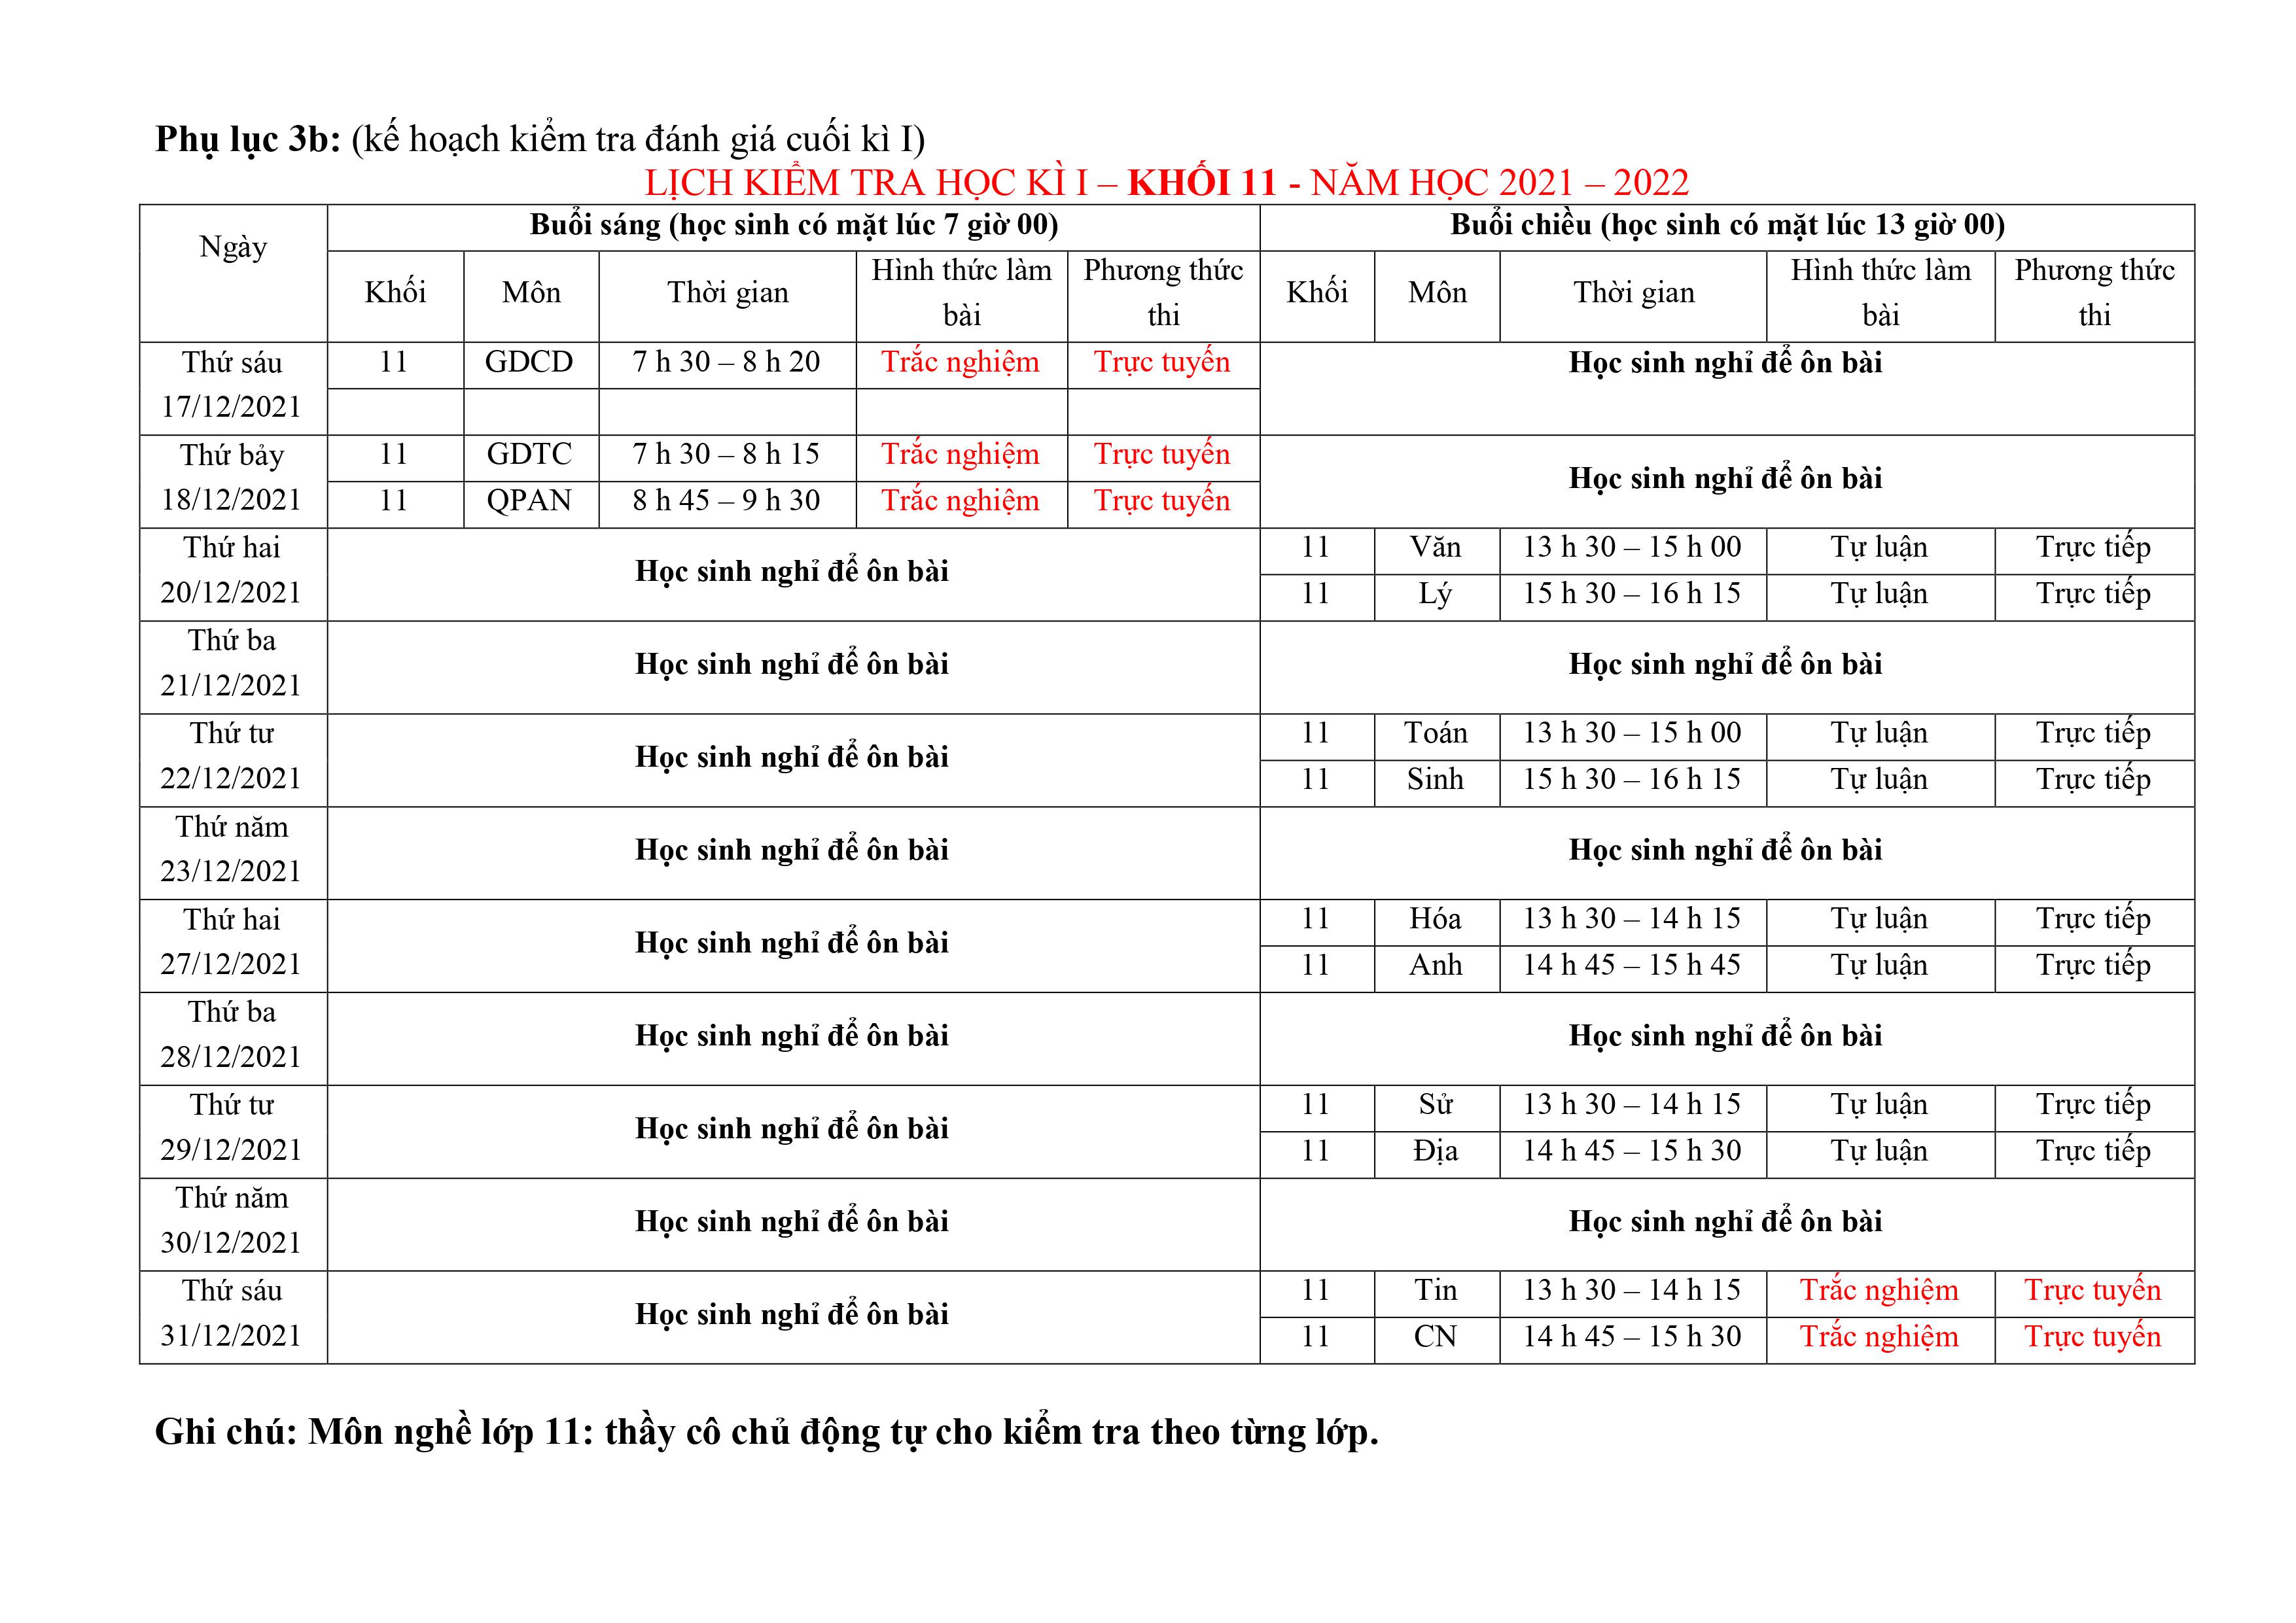 Phụ lục 3b: (kế hoạch kiểm tra đánh giá cuối kì I)
LỊCH KIỂM TRA HỌC KÌ I – KHỐI 11 - NĂM HỌC 2021 – 2022
Ngày
Buổi sáng (học sinh có mặt lúc 7 giờ 00)
Buổi chiều (học sinh có mặt lúc 13 giờ 00)
Khối Môn Thời gian Hình thức làm bài Phương thức thi Khối Môn Thời gian Hình thức làm bài Phương thức thi
Thứ sáu
17/12/2021
11 GDCD 7 h 30 – 8 h 20 Trắc nghiệm Trực tuyến
Học sinh nghỉ để ôn bài
Thứ bảy
18/12/2021
11 GDTC 7 h 30 – 8 h 15 Trắc nghiệm Trực tuyến
11 QPAN 8 h 45 – 9 h 30 Trắc nghiệm Trực tuyến
Học sinh nghỉ để ôn bài
Thứ hai
20/12/2021
Học sinh nghỉ để ôn bài
11 Văn 13 h 30 – 15 h 00 Tự luận Trực tiếp
11 Lý 15 h 30 – 16 h 15 Tự luận Trực tiếp
Thứ ba
21/12/2021
Học sinh nghỉ để ôn bài
Học sinh nghỉ để ôn bài
Thứ tư
22/12/2021
Học sinh nghỉ để ôn bài
11 Toán 13 h 30 – 15 h 00 Tự luận Trực tiếp
11 Sinh 15 h 30 – 16 h 15 Tự luận Trực tiếp
Thứ năm
23/12/2021
Học sinh nghỉ để ôn bài
Học sinh nghỉ để ôn bài
Thứ hai
27/12/2021
Học sinh nghỉ để ôn bài
11 Hóa 13 h 30 – 14 h 15 Tự luận Trực tiếp
11 Anh 14 h 45 – 15 h 45 Tự luận Trực tiếp
Thứ ba
28/12/2021
Học sinh nghỉ để ôn bài
Học sinh nghỉ để ôn bài
Thứ tư
29/12/2021
Học sinh nghỉ để ôn bài
11 Sử 13 h 30 – 14 h 15 Tự luận Trực tiếp
11 Địa 14 h 45 – 15 h 30 Tự luận Trực tiếp
Thứ năm
30/12/2021
Học sinh nghỉ để ôn bài
Học sinh nghỉ để ôn bài
Thứ sáu
31/12/2021
Học sinh nghỉ để ôn bài
11 Tin 13 h 30 – 14 h 15 Trắc nghiệm Trực tuyến
11 CN 14 h 45 – 15 h 30 Trắc nghiệm Trực tuyến
Ghi chú: Môn nghề lớp 11: thầy cô chủ động tự cho kiểm tra theo từng lớp.